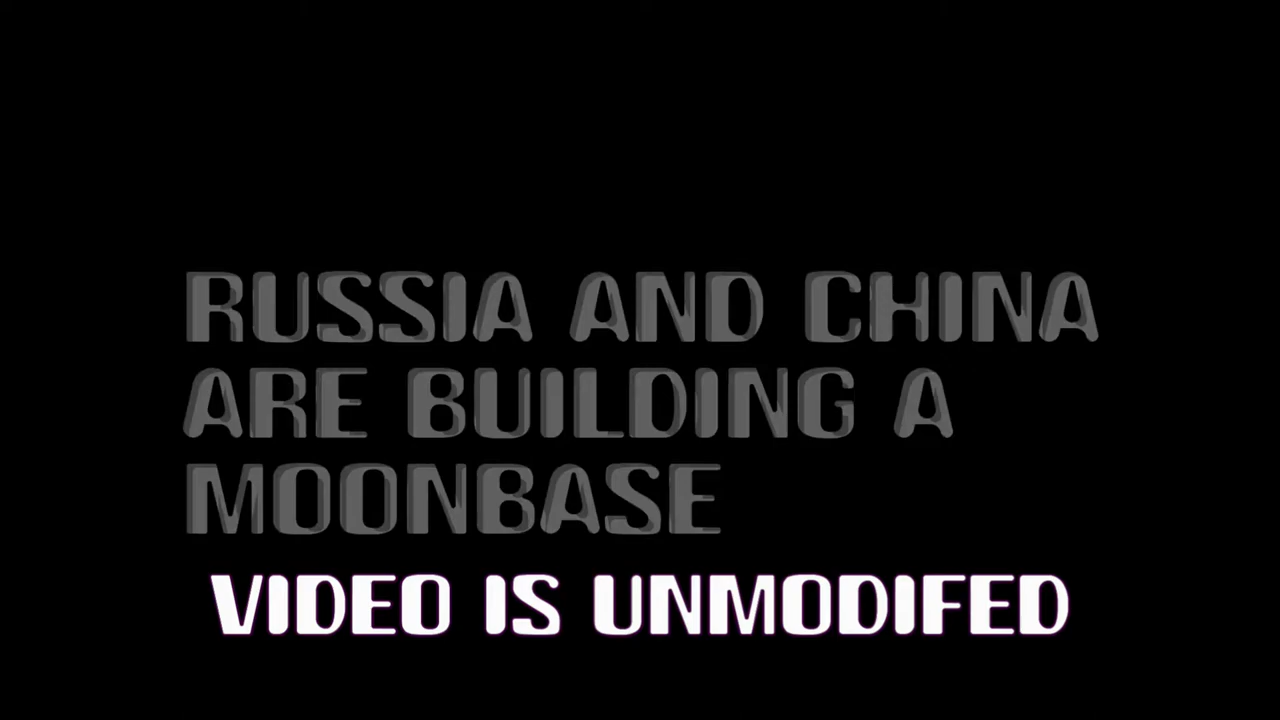 RUSSIA AND CHINA
ARE BUILDING A
MOONBASE
VIDEO IS UNMODIFED